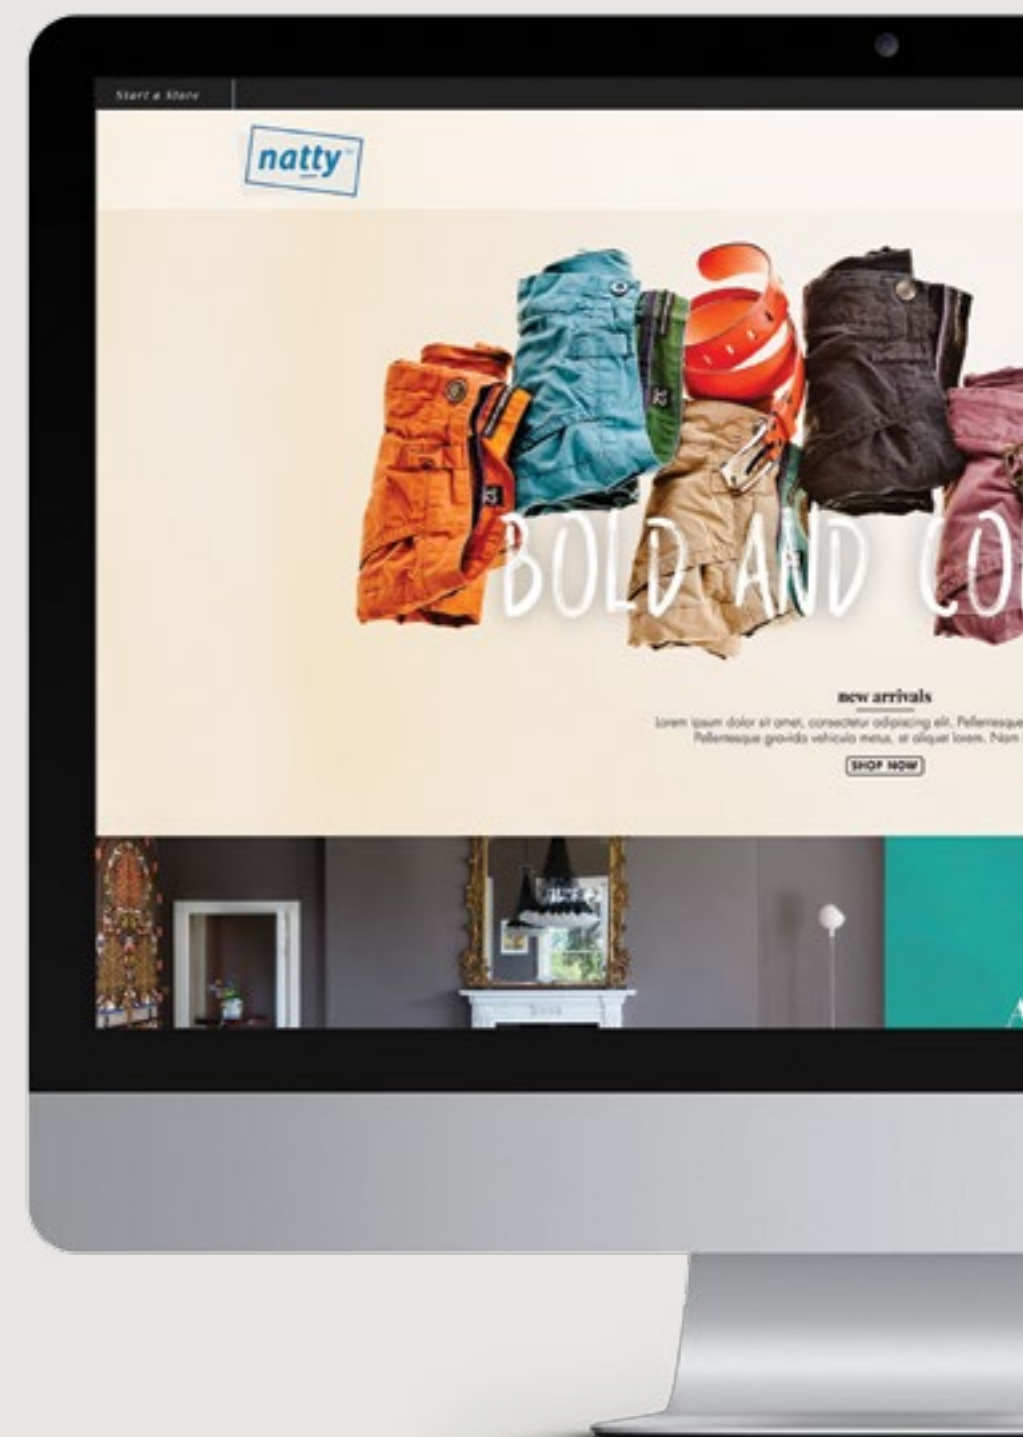 Start a Store
natty
BOLD AND CO
new arrivals
Lorem ipsum dolor sit amet, consectetur adipiscing elit. Pellentesque
Pellentesque gravida vehicula metus, et aliquet lorem. Nam
SHOP NOW
A